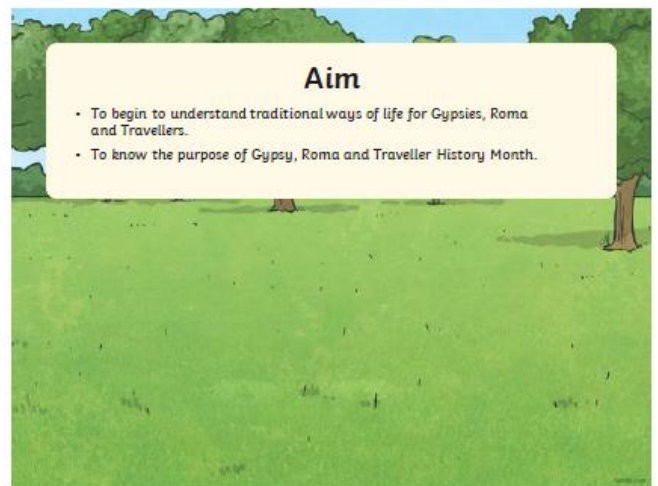 Aim
• To begin to understand traditional ways of life for Gypsies, Roma
and Travellers.
• To know the purpose of Gypsy, Roma and Traveller History Month.